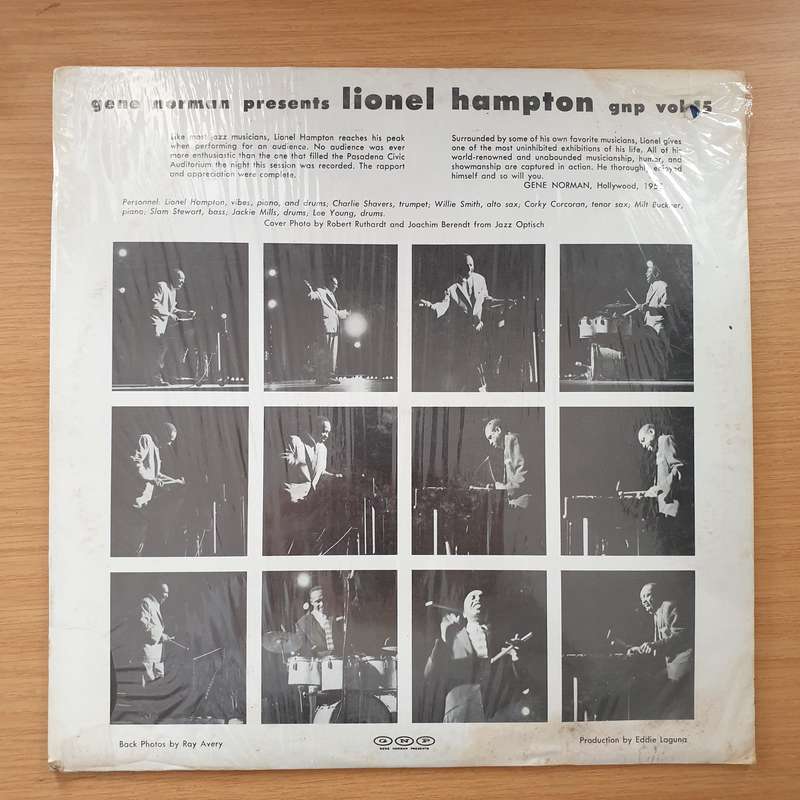 gene norman presents lionel hampton gnp vol 15
Like most jazz musicians, Lionel Hampton reaches his peak
when performing for an audience. No audience was ever
more enthusiastic than the one that filled the Pasadena Civic
Auditorium the night this session was recorded. The rapport
and appreciation were complete.
Surrounded by some of his own favorite musicians, Lionel gives
one of the most uninhibited exhibitions of his life. All of his
world-renowned and unabounded musicianship, humor, and
showmanship are captured in action. He thoroughly enjoyed
himself and so will you.
GENE NORMAN, Hollywood,
Personnel: Lionel Hampton, vibes, piano, and drums; Charlie Shavers, trumpet; Willie Smith, alto sax; Corky Corcoran, tenor sax; Milt Buckner,
piano; Slam Stewart, bass; Jackie Mills, drums; Lee Young, drums.
Cover Photo by Robert Ruthardt and Joachim Berendt from Jazz Optisch
Back Photos by Ray Avery
GNP
GENE NORMAN PRESENTS
Production by Eddie Laguna